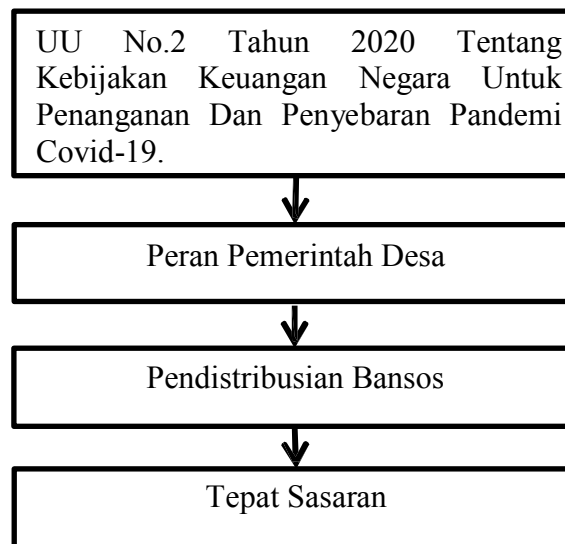 UU No.2 Tahun 2020 Tentang
Kebijakan Keuangan Negara Untuk
Penanganan Dan Penyebaran Pandemi
Covid-19.
Peran Pemerintah Desa
Pendistribusian Bansos
Tepat Sasaran